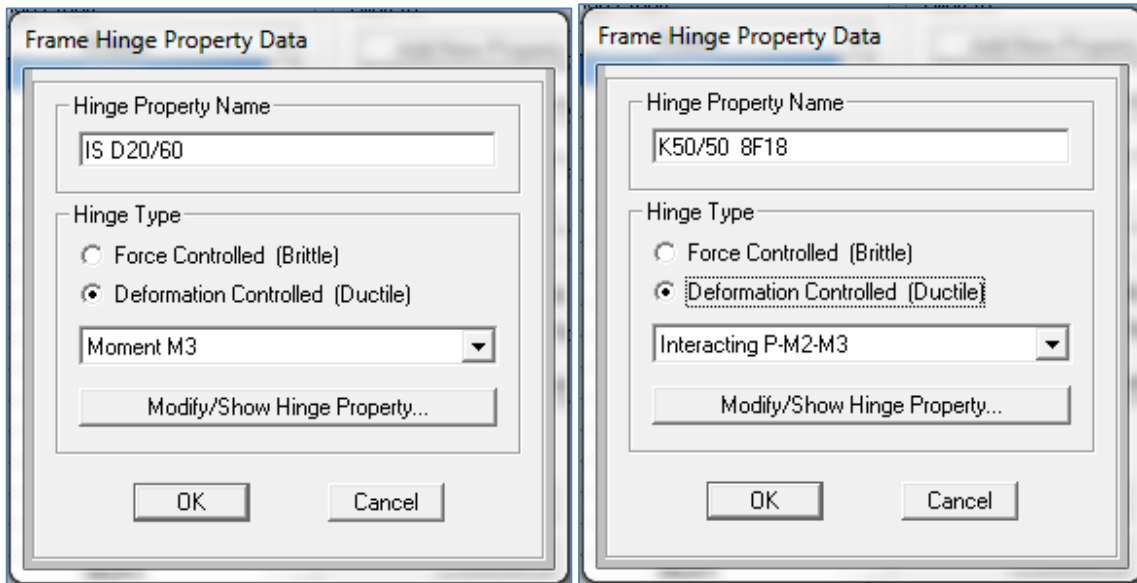 Frame Hinge Property Data
Hinge Property Name
IS D20/60
Hinge Type
Force Controlled (Brittle)
Deformation Controlled (Ductile)
Moment M3
Modify/Show Hinge Property...
OK
Cancel
Frame Hinge Property Data
Hinge Property Name
K50/50 8F18
Hinge Type
Force Controlled (Brittle)
Deformation Controlled (Ductile)
Interacting P-M2-M3
Modify/Show Hinge Property...
OK
Cancel